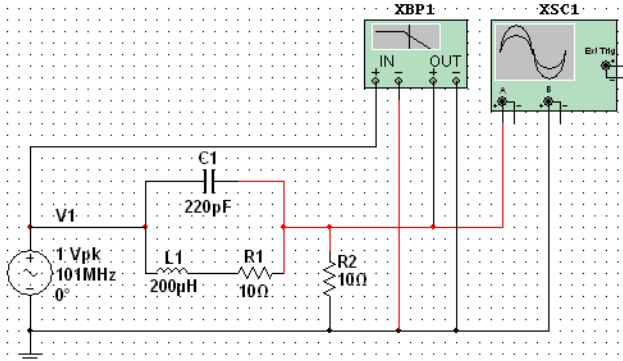 XBP1
XSC1
IN OUT
Ext Trig
A B
C1
220pF
V1
L1 R1
200µH 10Ω
R2
10Ω
1 Vpk
101MHz
0°